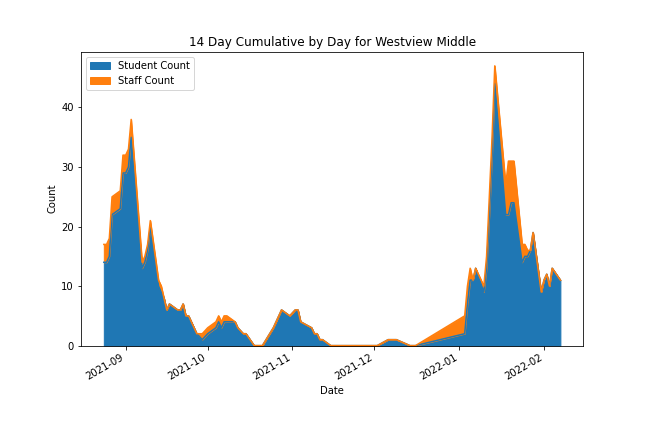 14 Day Cumulative by Day for Westview Middle
Student Count
Staff Count
Count
40
30
20
10
0
2021-09
2021-10
2021-11
2021-12
2022-01
2022-02
Date